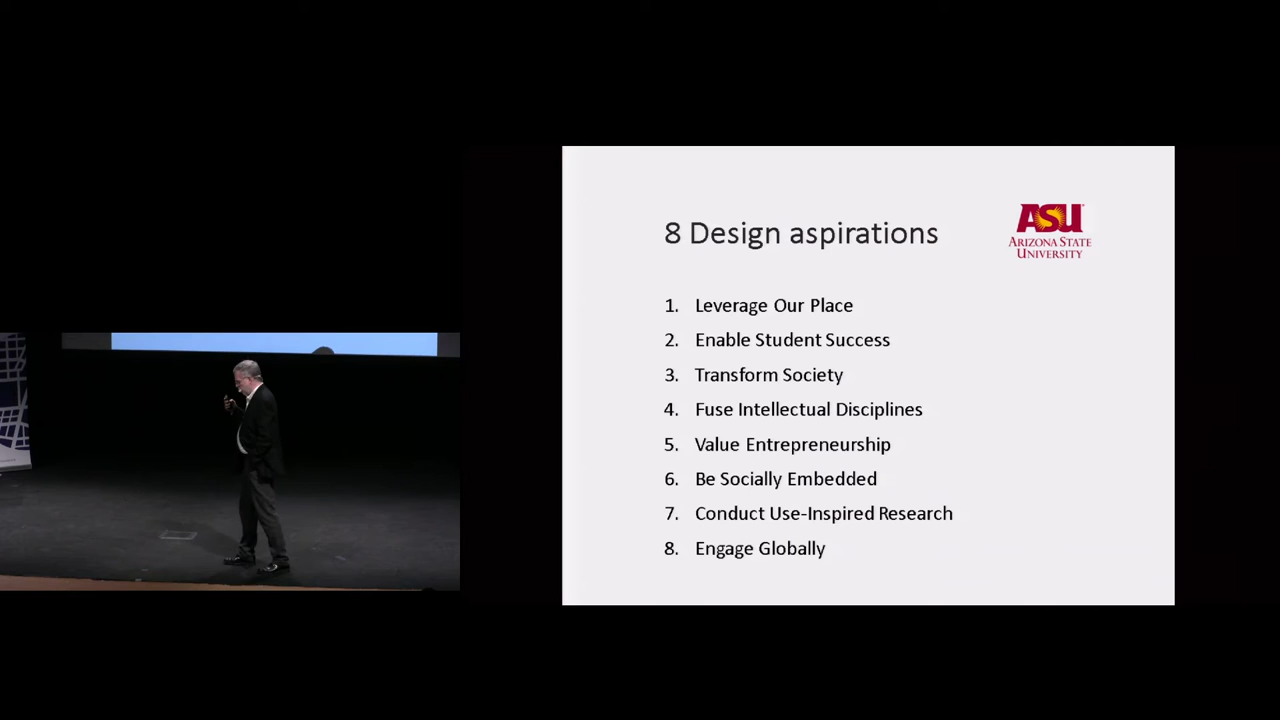 8 Design aspirations
ASU
ARIZONA STATE
UNIVERSITY
1. Leverage Our Place
2. Enable Student Success
3. Transform Society
4. Fuse Intellectual Disciplines
5. Value Entrepreneurship
6. Be Socially Embedded
7. Conduct Use-Inspired Research
8. Engage Globally